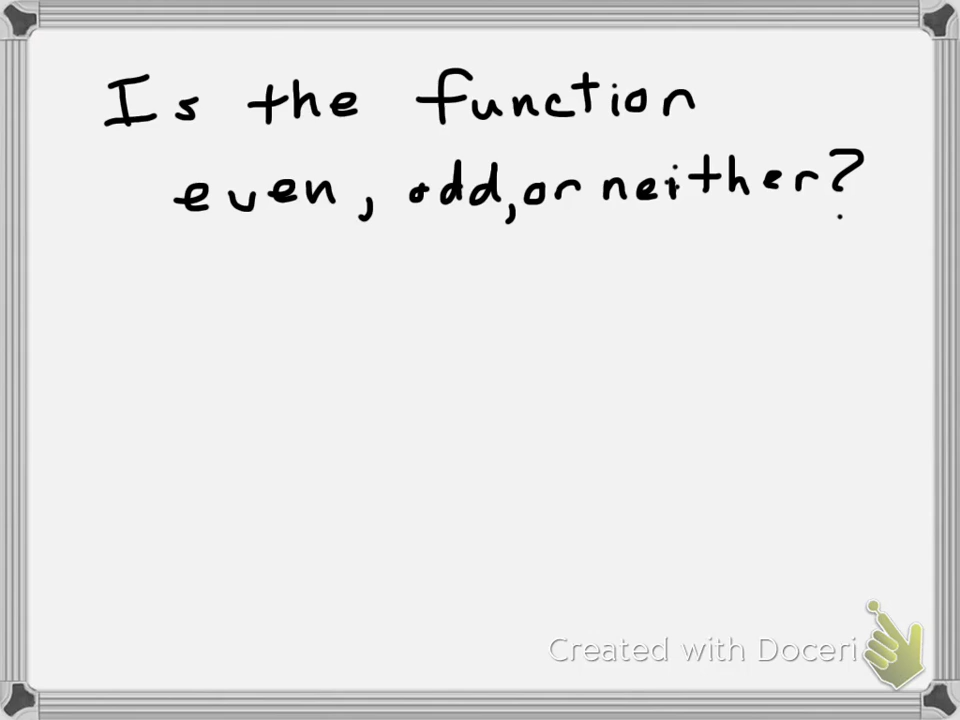 Is the function
even, odd, or neither?
Created with Doceri